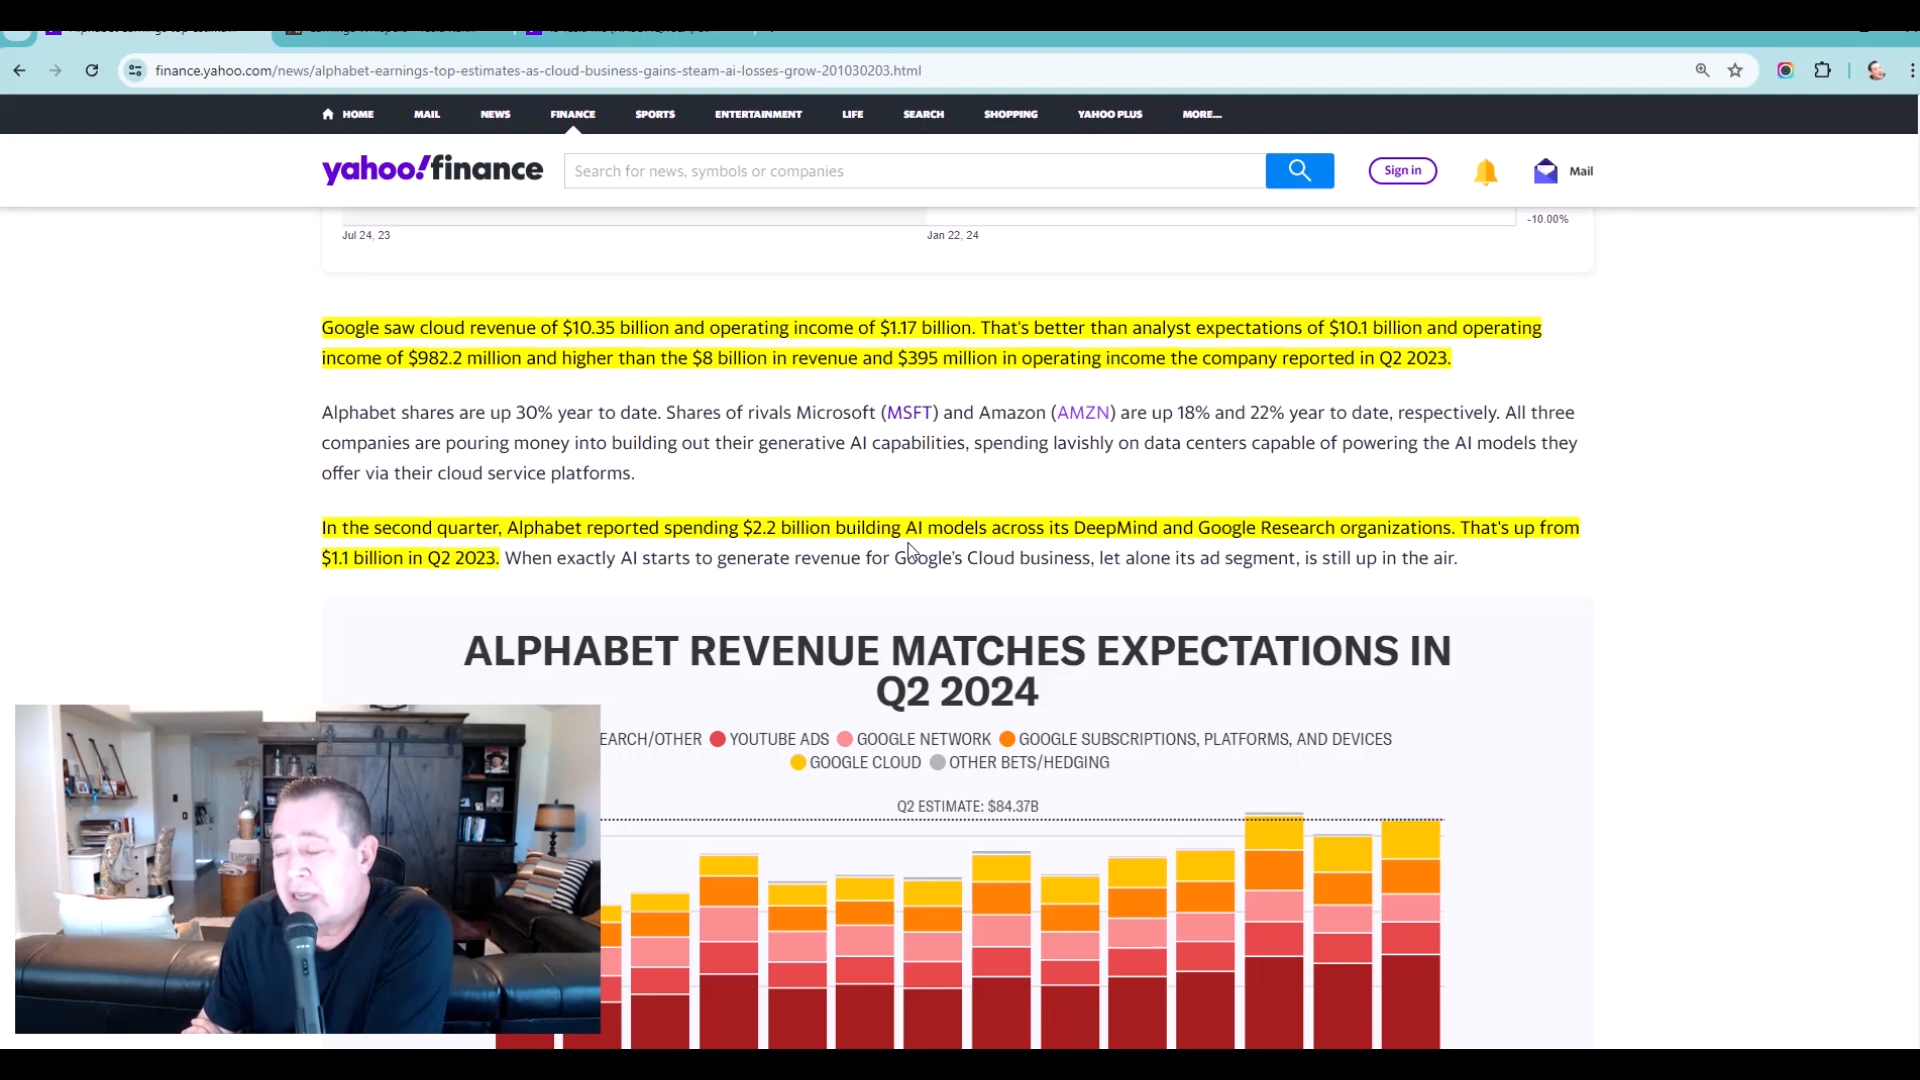 finance.yahoo.com/news/alphabet-earnings-top-estimates-as-cloud-business-gains-steam-ai-losses-grow-201030203.html
HOME MAIL NEWS FINANCE SPORTS ENTERTAINMENT LIFE SEARCH SHOPPING YAHOO PLUS MORE...
yahoo!finance Search for news, symbols or companies Sign in Mail
-10.00%
Jul 24, 23 Jan 22, 24
Google saw cloud revenue of $10.35 billion and operating income of $1.17 billion. That's better than analyst expectations of $10.1 billion and operating
income of $982.2 million and higher than the $8 billion in revenue and $395 million in operating income the company reported in Q2 2023.
Alphabet shares are up 30% year to date. Shares of rivals Microsoft (MSFT) and Amazon (AMZN) are up 18% and 22% year to date, respectively. All three
companies are pouring money into building out their generative AI capabilities, spending lavishly on data centers capable of powering the AI models they
offer via their cloud service platforms.
In the second quarter, Alphabet reported spending $2.2 billion building AI models across its DeepMind and Google Research organizations. That's up from
$1.1 billion in Q2 2023. When exactly AI starts to generate revenue for Google's Cloud business, let alone its ad segment, is still up in the air.
ALPHABET REVENUE MATCHES EXPECTATIONS IN
Q2 2024
EARCH/OTHER YOUTUBE ADS GOOGLE NETWORK GOOGLE SUBSCRIPTIONS, PLATFORMS, AND DEVICES
GOOGLE CLOUD OTHER BETS/HEDGING
Q2 ESTIMATE: $84.37B